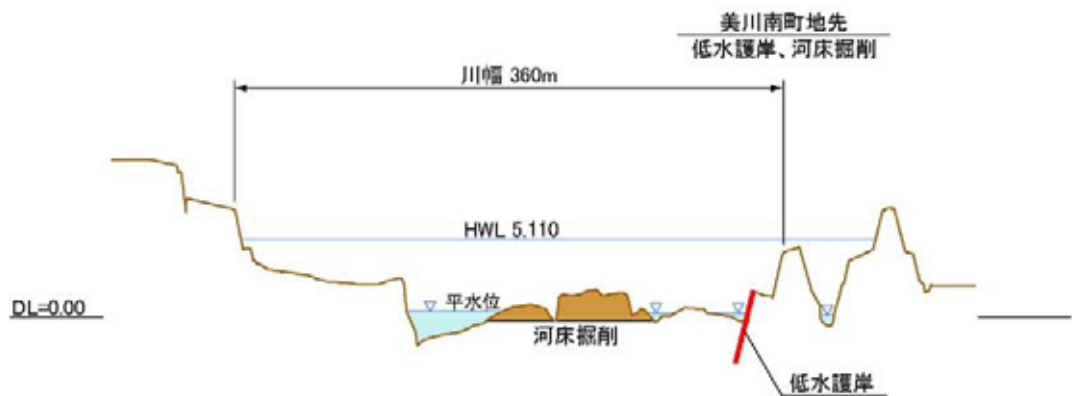 美川南町地先
低水護岸、河床掘削
川幅 360m
HWL 5.110
平水位
DL=0.00
河床掘削
低水護岸